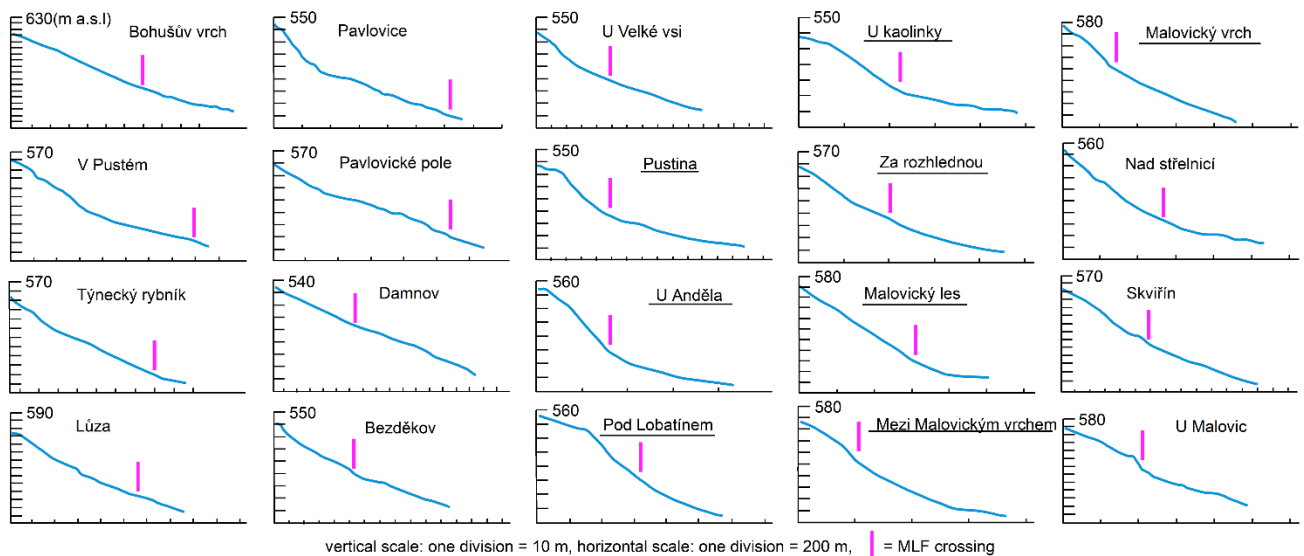 630(m a.s.l)
Bohušův vrch
550
Pavlovice
550
U Velké vsi
550
U kaolinky
580
Malovický vrch
570
V Pustém
570
Pavlovické pole
550
Pustina
570
Za rozhlednou
560
Nad střelnicí
570
Týnecký rybník
540
Damnov
560
U Anděla
580
Malovický les
570
Skviřín
590
Lůza
550
Bezděkov
560
Pod Lobatínem
580
Mezi Malovickým vrchem
580
U Malovic
vertical scale: one division = 10 m, horizontal scale: one division = 200 m, = MLF crossing